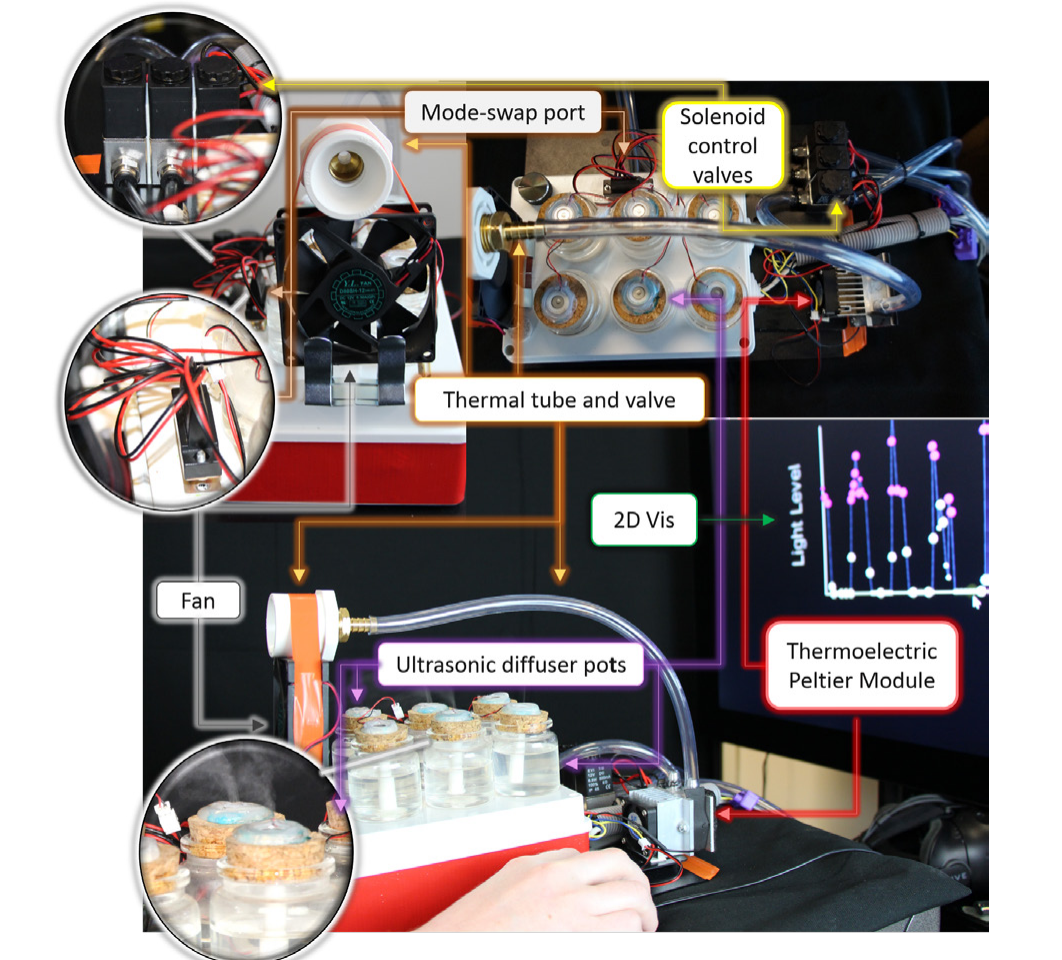 Mode-swap port
Solenoid
control
valves
FAN
Thermal tube and valve
2D Vis
Light Level
Fan
Ultrasonic diffuser pots
Thermoelectric
Peltier Module